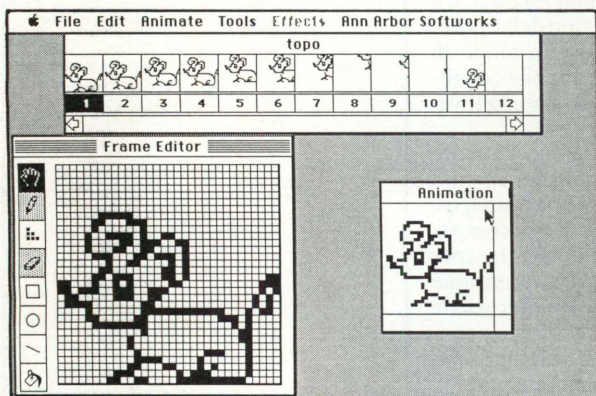 File Edit Animate Tools Effects Ann Arbor Softworks
topo
1 2 3 4 5 6 7 8 9 10 11 12
Frame Editor
Animation